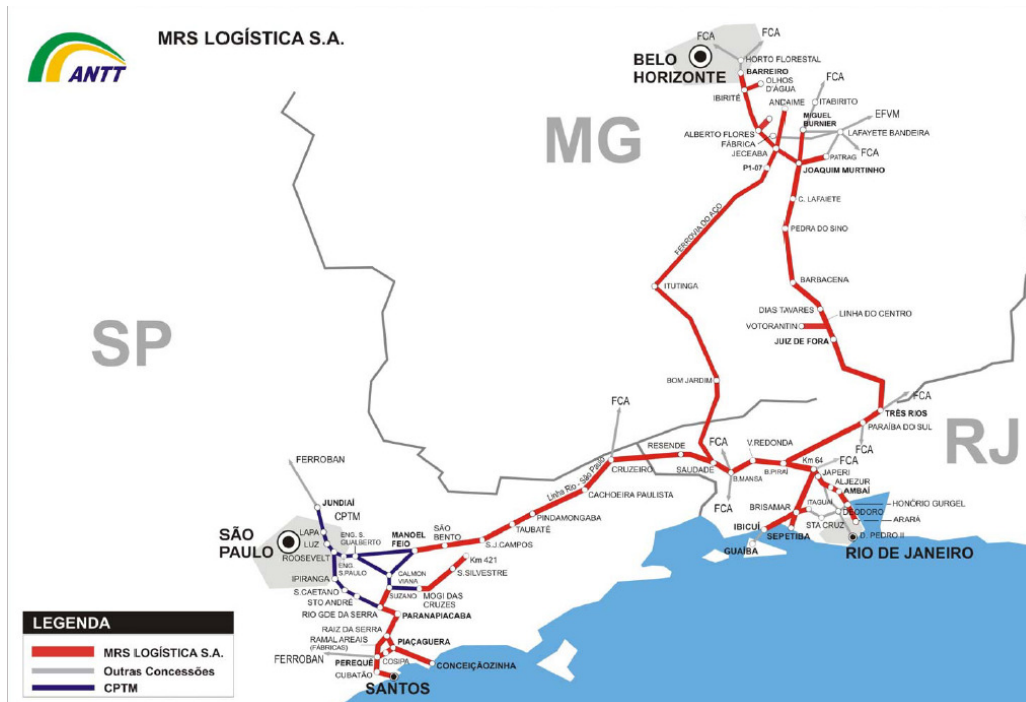 MRS LOGÍSTICA S.A.
ANTT
FCA
FCA
BELO
HORIZONTE
HORTO FLORESTAL
BARREIRO
OLHOS
D'ÁGUA
IBIRITÉ
FCA
ANDAIME
ITABIRITO
MIGUEL
BURNIER
EFVM
ALBERTO FLORES
LAFAYETE BANDEIRA
FÁBRICA
JECEABA
FCA
PATRAG
P1-07
JOAQUIM MURTINHO
MG
C. LAFAIETE
PEDRA DO SINO
FERROVIA DO AÇO
ITUTINGA
BARBACENA
DIAS TAVARES
LINHA DO CENTRO
VOTORANTIN
JUIZ DE FORA
SP
BOM JARDIM
FCA
FCA
TRÊS RIOS
PARAÍBA DO SUL
RJ
RESENDE
V.REDONDA
FCA
FCA
FCA
Km 64
CRUZEIRO
SAUDADE
B.MANSA
B.PIRAÍ
JAPERI
FERROBAN
Linha Rio - São Paulo
ALJEZUR
AMBAÍ
CACHOEIRA PAULISTA
ITAGUAÍ
HONÓRIO GURGEL
JUNDIAÍ
CPTM
PINDAMONGABA
FCA
BRISAMAR
DEODORO
ARARÁ
TAUBATÉ
IBICUÍ
SEPETIBA
STA CRUZ
D. PEDRO II
SÃO
PAULO
LAPA
LUZ
ENG. S.
GUALBERTO
MANOEL
FEIO
SÃO
BENTO
S.J.CAMPOS
GUAÍBA
RIO DE JANEIRO
ROOSEVELT
ENG.
S.PAULO
Km 421
IPIRANGA
CALMON
VIANA
S.SILVESTRE
S.CAETANO
SUZANO
MOGI DAS
CRUZES
STO ANDRÉ
RIO GDE DA SERRA
PARANAPIACABA
RAIZ DA SERRA
RAMAL AREAIS
(FÁBRICAS)
PIAÇAGUERA
FERROBAN
PEREQUÊ
COSIPA
CONCEIÇÃOZINHA
CUBATÃO
SANTOS
LEGENDA
MRS LOGÍSTICA S.A.
Outras Concessões
CPTM